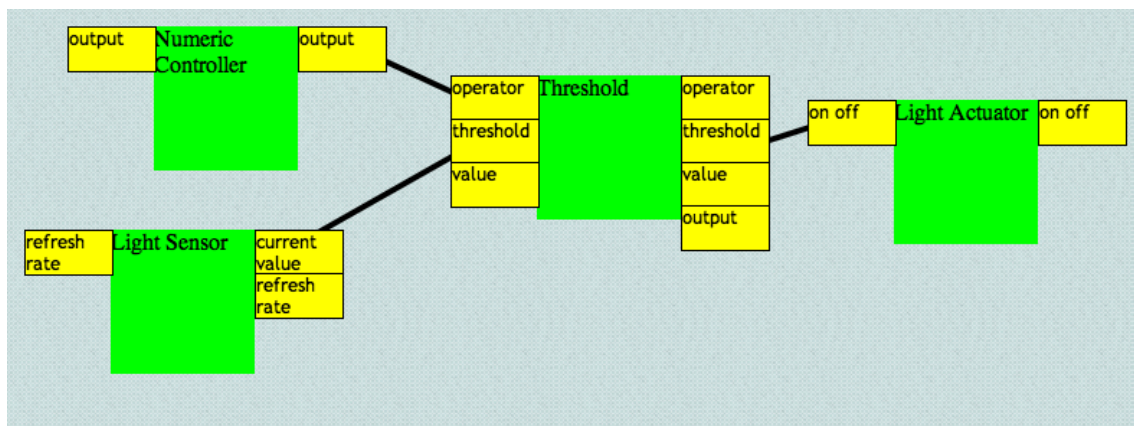 output
Numeric
Controller
output
operator
threshold
value
Threshold
operator
threshold
value
output
on off
Light Actuator
on off
refresh
rate
Light Sensor
current
value
refresh
rate